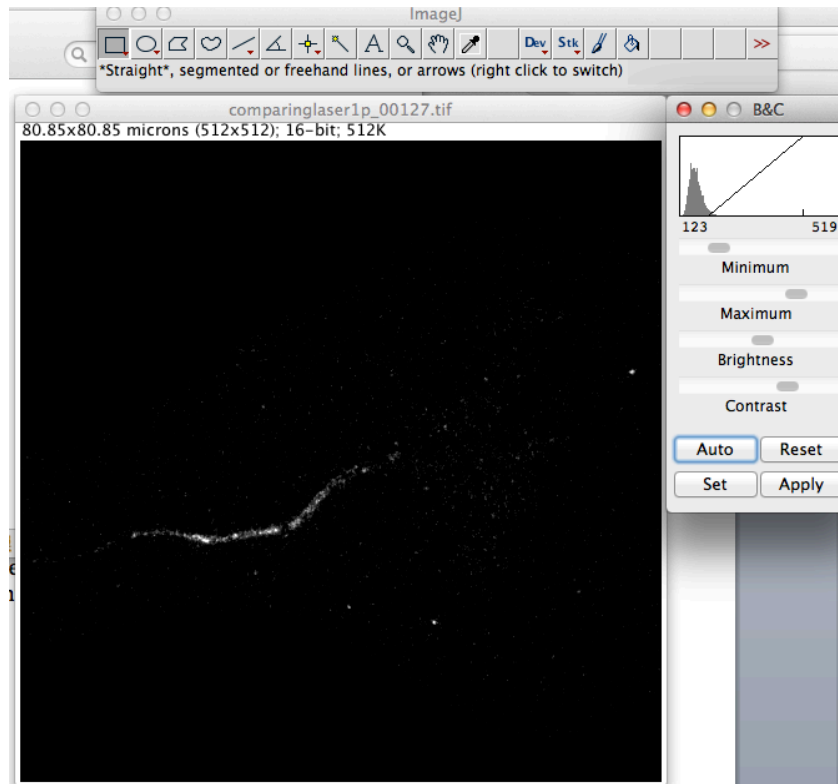 ImageJ
Dev Stk >>
*Straight*, segmented or freehand lines, or arrows (right click to switch)
comparinglaser1p_00127.tif
80.85x80.85 microns (512x512); 16-bit; 512K
B&C
123 519
Minimum
Maximum
Brightness
Contrast
Auto Reset
Set Apply